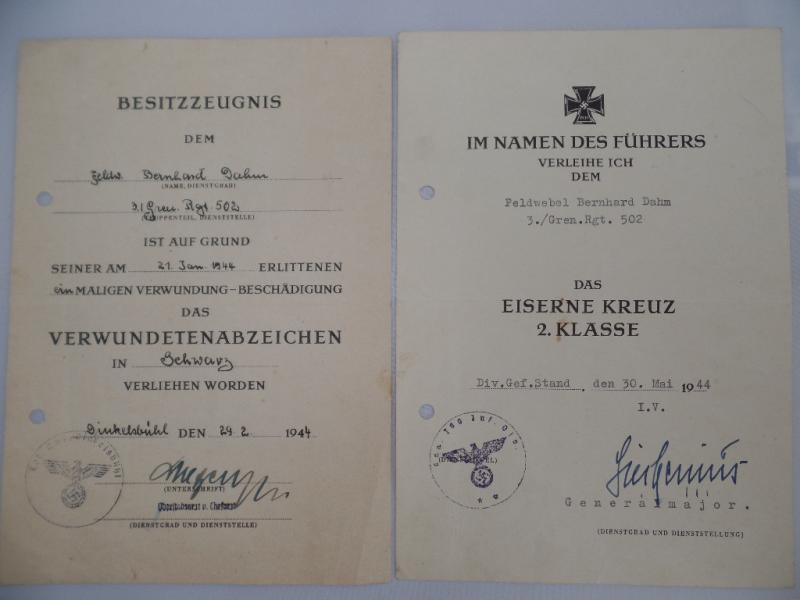 BESITZZEUGNIS
DEM
Feldw. Bernhard Dahm
(NAME, DIENSTGRAD)
3./Gren. Rgt. 502
(TRUPPENTEIL, DIENSTSTELLE)
IST AUF GRUND
SEINER AM 21. Jan. 1944 ERLITTENEN
ein MALIGEN VERWUNDUNG-BESCHÄDIGUNG
DAS
VERWUNDETENABZEICHEN
IN Schwarz
VERLIEHEN WORDEN
Dinkelsbühl DEN 29.2. 1944
(UNTERSCHRIFT)
Oberstabsarzt u. Chefarzt
(DIENSTGRAD UND DIENSTSTELLE)
IM NAMEN DES FÜHRERS
VERLEIHE ICH
DEM
Feldwebel Bernhard Dahm
3./Gren.Rgt. 502
DAS
EISERNE KREUZ
2. KLASSE
Div.Gef.Stand, den 30. Mai 1944
I.V.
Generalmajor.
(DIENSTGRAD UND DIENSTSTELLUNG)